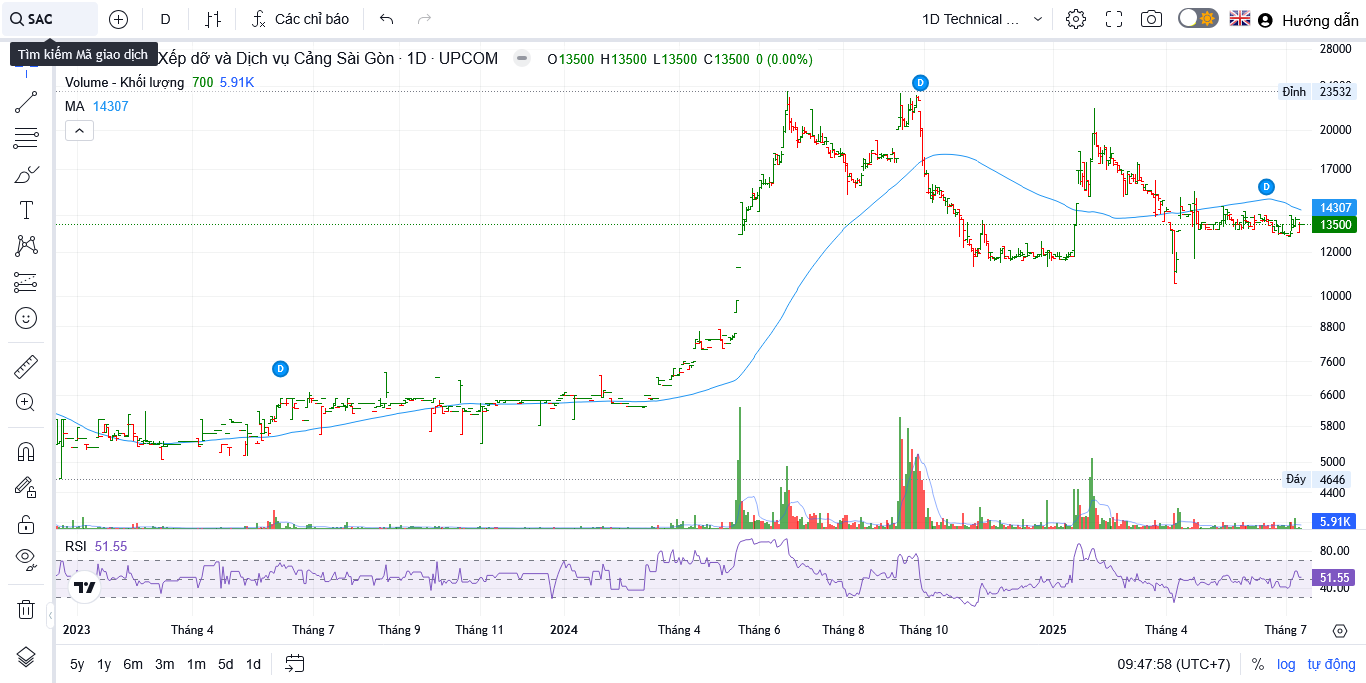 SAC D Các chỉ báo 1D Technical ... Hướng dẫn
Tìm kiếm Mã giao dịch
Xếp dỡ và Dịch vụ Cảng Sài Gòn · 1D · UPCOM O13500 H13500 L13500 C13500 0 (0.00%)
Volume - Khối lượng 700 5.91K
MA 14307
28000
Đỉnh 23532
20000
17000
14307
13500
12000
10000
8800
7600
6600
5800
5000
Đáy 4646
4400
5.91K
D
D
D
RSI 51.55
80.00
51.55
40.00
2023 Tháng 4 Tháng 7 Tháng 9 Tháng 11 2024 Tháng 4 Tháng 6 Tháng 8 Tháng 10 2025 Tháng 4 Tháng 7
5y 1y 6m 3m 1m 5d 1d 09:47:58 (UTC+7) % log tự động